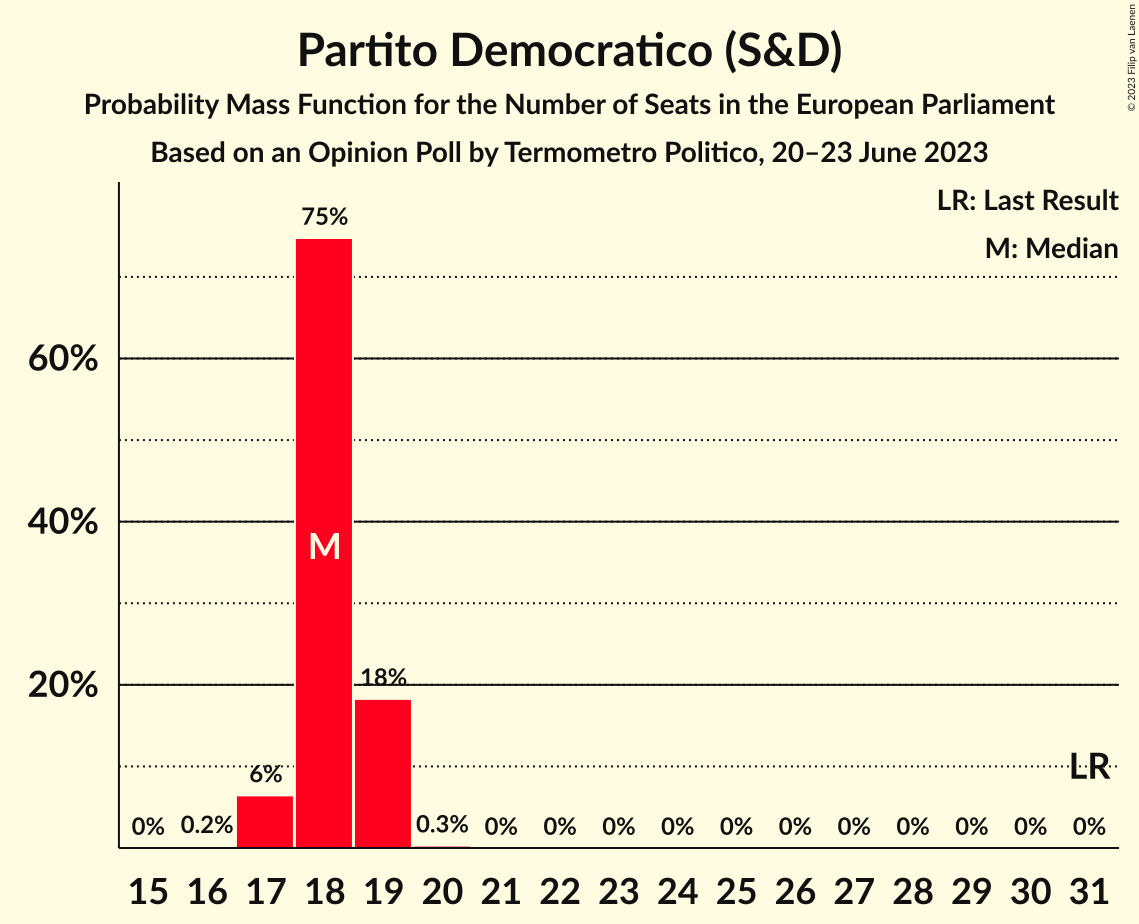 Partito Democratico (S&D)
Probability Mass Function for the Number of Seats in the European Parliament
Based on an Opinion Poll by Termometro Politico, 20–23 June 2023
© 2023 Filip van Laenen
LR: Last Result
M: Median
75%
60%
40%
M
20%
18%
6%
LR
0% 0.2% 0.3% 0% 0% 0% 0% 0% 0% 0% 0% 0% 0% 0%
15 16 17 18 19 20 21 22 23 24 25 26 27 28 29 30 31